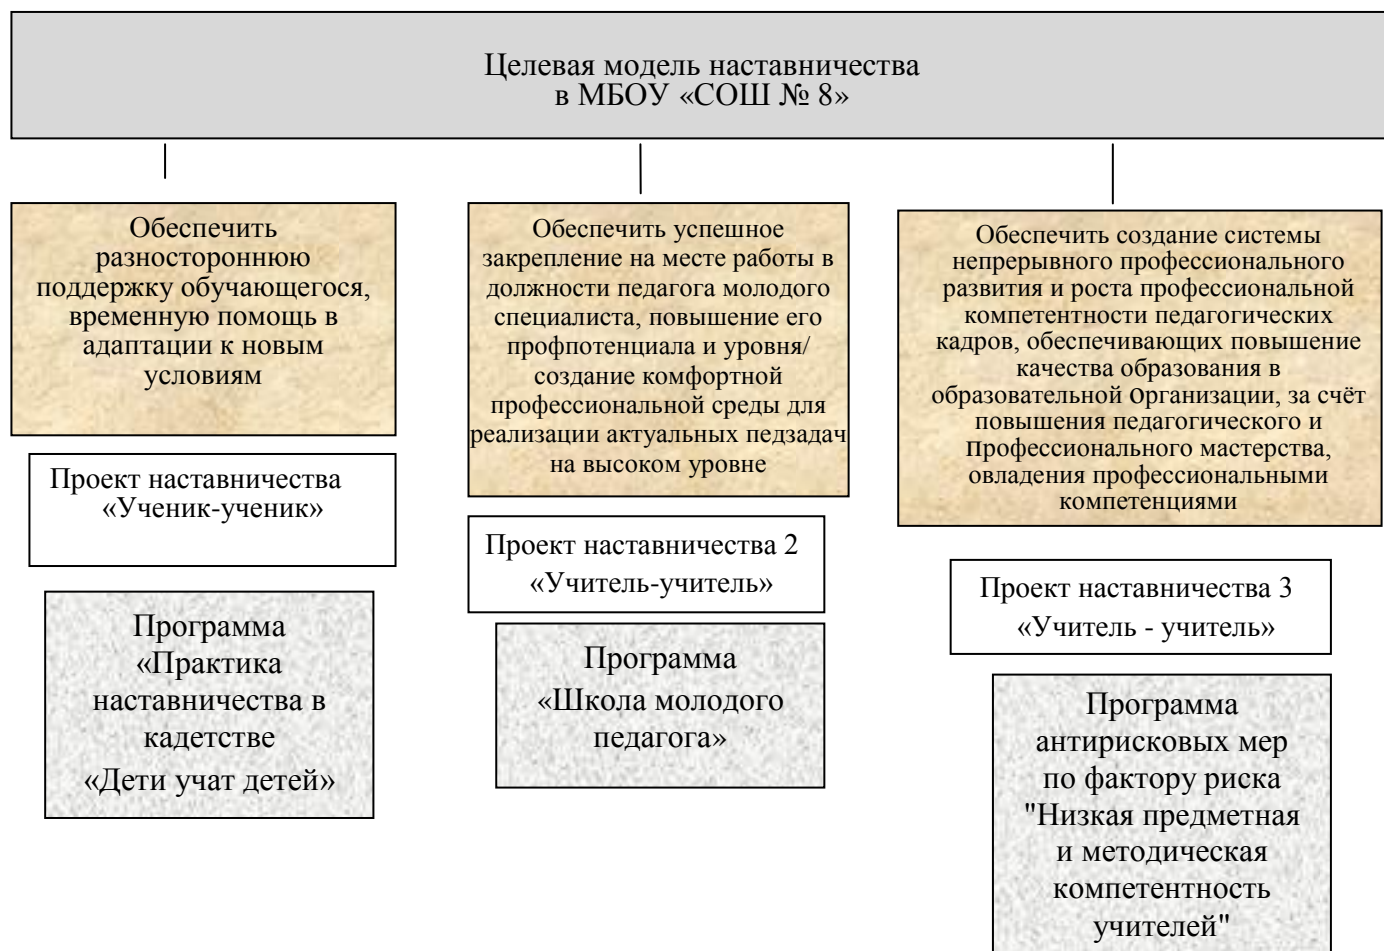 Целевая модель наставничества
в МБОУ «СОШ № 8»
Обеспечить
разностороннюю
поддержку обучающегося,
временную помощь в
адаптации к новым
условиям
Проект наставничества
«Ученик-ученик»
Программа
«Практика
наставничества в
кадетстве
«Дети учат детей»
Обеспечить успешное
закрепление на месте работы в
должности педагога молодого
специалиста, повышение его
профпотенциала и уровня/
создание комфортной
профессиональной среды для
реализации актуальных педзадач
на высоком уровне
Проект наставничества 2
«Учитель-учитель»
Программа
«Школа молодого
педагога»
Обеспечить создание системы
непрерывного профессионального
развития и роста профессиональной
компетентности педагогических
кадров, обеспечивающих повышение
качества образования в
образовательной организации, за счёт
повышения педагогического и
профессионального мастерства,
овладения профессиональными
компетенциями
Проект наставничества 3
«Учитель - учитель»
Программа
антирисковых мер
по фактору риска
"Низкая предметная
и методическая
компетентность
учителей"